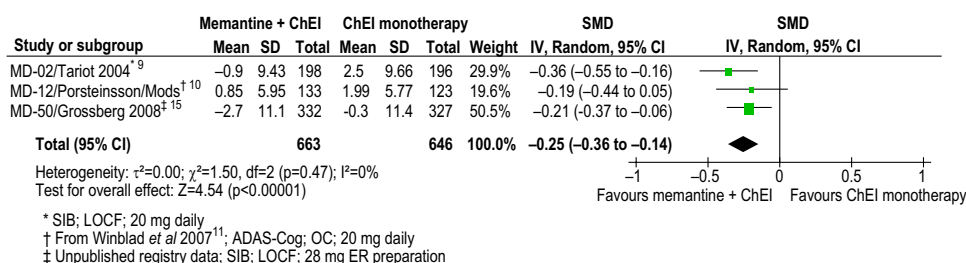 Memantine + ChEI ChEI monotherapy SMD SMD
Study or subgroup Mean SD Total Mean SD Total Weight IV, Random, 95% CI IV, Random, 95% CI
MD-02/Tariot 2004* 9 –0.9 9.43 198 2.5 9.66 196 29.9% –0.36 (–0.55 to –0.16)
MD-12/Porsteinsson/Mods† 10 0.85 5.95 133 1.99 5.77 123 19.6% –0.19 (–0.44 to 0.05)
MD-50/Grossberg 2008‡ 15 –2.7 11.1 332 -0.3 11.4 327 50.5% –0.21 (-0.37 to –0.06)
Total (95% CI) 663 646 100.0% –0.25 (–0.36 to –0.14)
Heterogeneity: τ²=0.00; χ²=1.50, df=2 (p=0.47); I²=0%
Test for overall effect: Z=4.54 (p<0.00001)
–1 –0.5 0 0.5 1
Favours memantine + ChEI Favours ChEI monotherapy
* SIB; LOCF; 20 mg daily
† From Winblad et al 2007¹¹; ADAS-Cog; OC; 20 mg daily
‡ Unpublished registry data; SIB; LOCF; 28 mg ER preparation